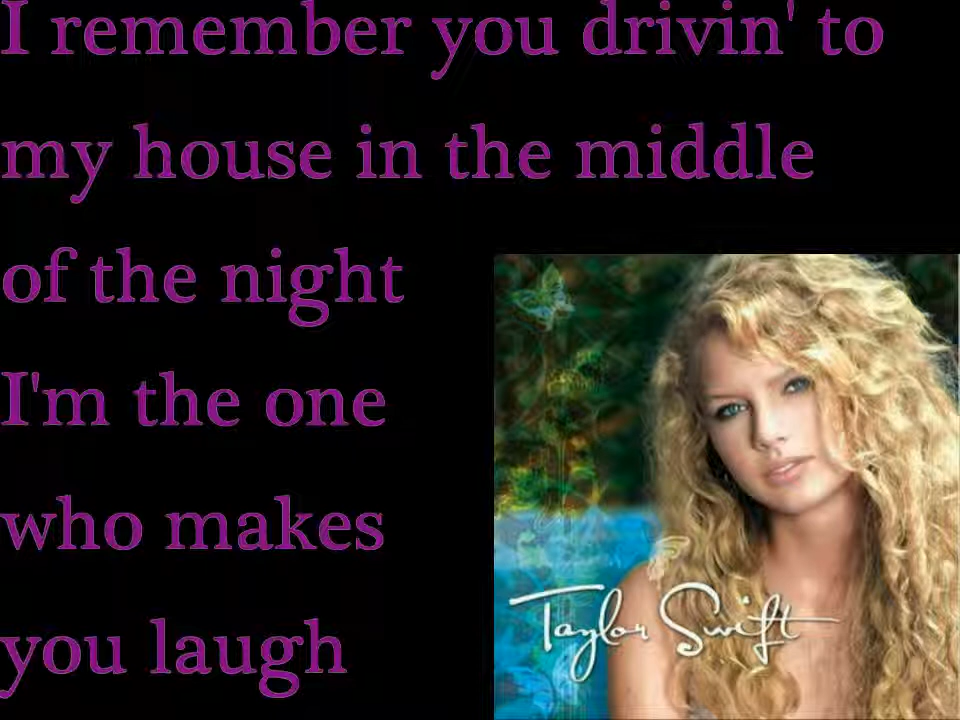 I remember you drivin' to
my house in the middle
of the night
I'm the one
who makes
you laugh
Taylor Swift